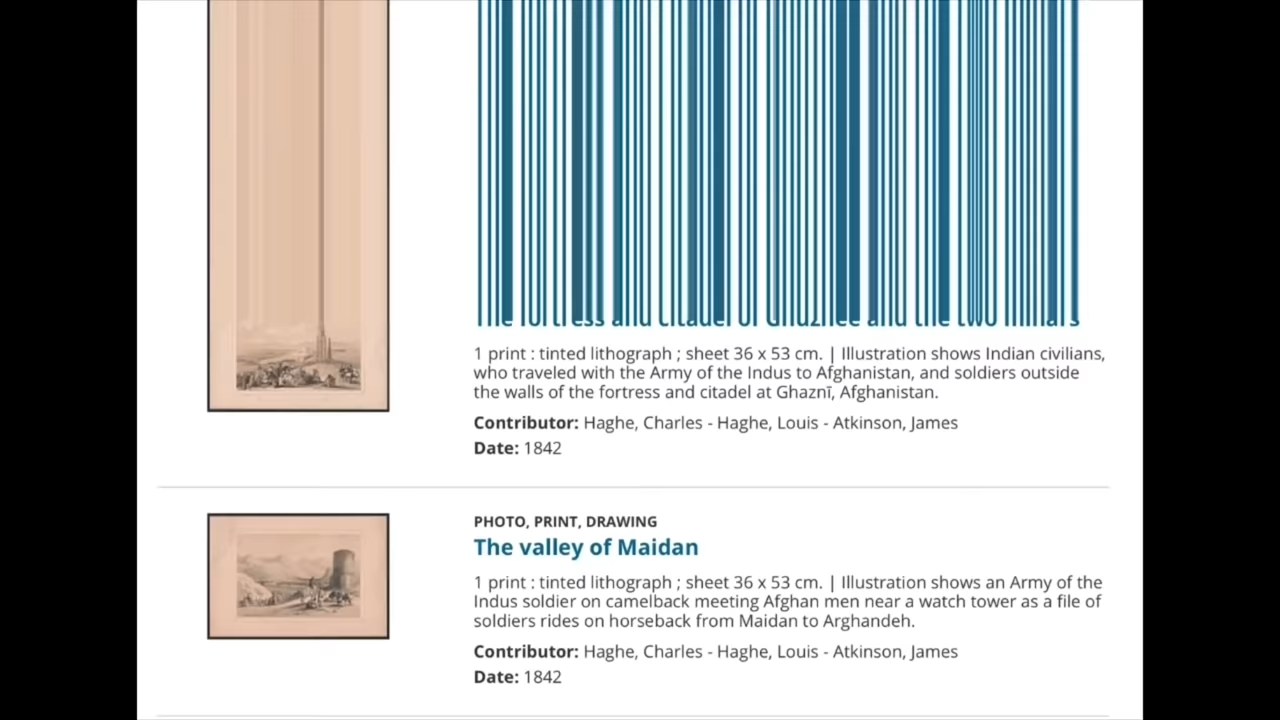 The fortress and citadel of Ghuznee and the two minars
1 print : tinted lithograph ; sheet 36 x 53 cm. | Illustration shows Indian civilians,
who traveled with the Army of the Indus to Afghanistan, and soldiers outside
the walls of the fortress and citadel at Ghaznī, Afghanistan.
Contributor: Haghe, Charles - Haghe, Louis - Atkinson, James
Date: 1842
PHOTO, PRINT, DRAWING
The valley of Maidan
1 print : tinted lithograph ; sheet 36 x 53 cm. | Illustration shows an Army of the
Indus soldier on camelback meeting Afghan men near a watch tower as a file of
soldiers rides on horseback from Maidan to Arghandeh.
Contributor: Haghe, Charles - Haghe, Louis - Atkinson, James
Date: 1842